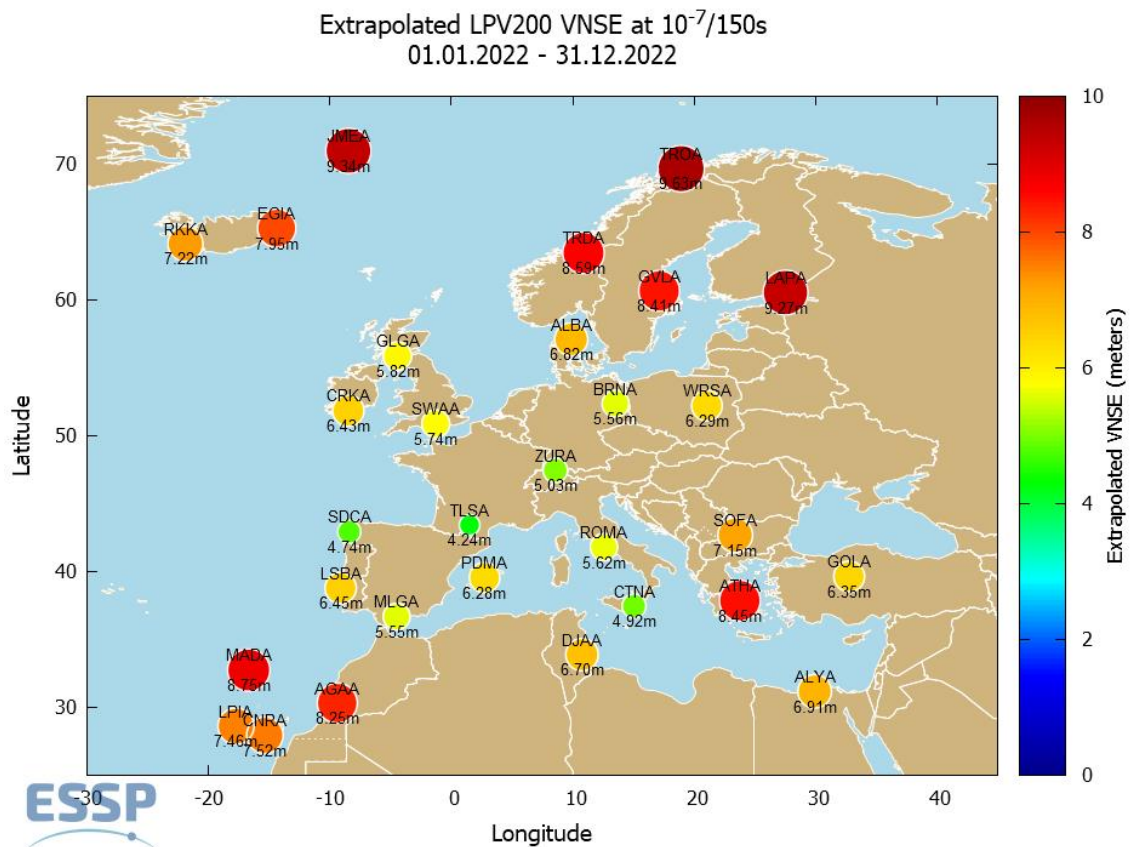 Extrapolated LPV200 VNSE at 10⁻⁷/150s
01.01.2022 - 31.12.2022
10
8
6
4
2
0
Extrapolated VNSE (meters)
70
60
50
40
30
Latitude
JMEA
9.34m
TROA
9.63m
EGIA
7.95m
RKKA
7.22m
TRDA
8.59m
GVLA
8.41m
LAPA
9.27m
ALBA
6.82m
GLGA
5.82m
CRKA
6.43m
SWAA
5.74m
BRNA
5.56m
WRSA
6.29m
ZURA
5.03m
SDCA
4.74m
TLSA
4.24m
ROMA
5.62m
SOFA
7.15m
LSBA
6.45m
PDMA
6.28m
GOLA
6.35m
MLGA
5.55m
CTNA
4.92m
ATHA
8.45m
DJAA
6.70m
MADA
8.75m
AGAA
8.25m
ALYA
6.91m
LPIA
7.46m
CNRA
7.52m
-30
-20
-10
0
10
20
30
40
Longitude
ESSP